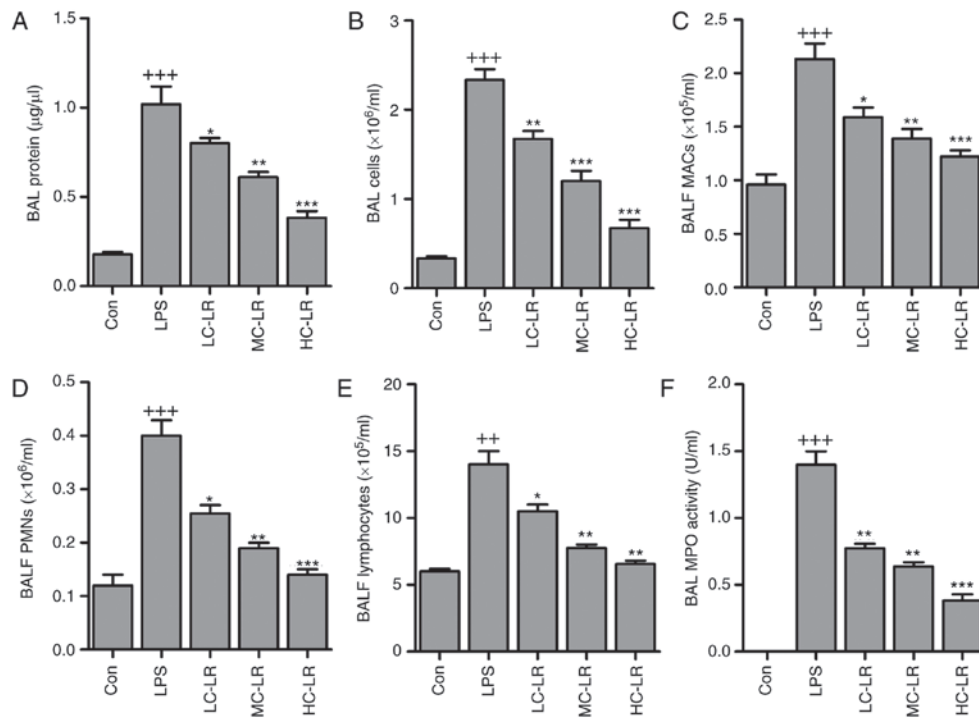 A
BAL protein (µg/µl)
1.5
1.0
0.5
0.0
+++
*
**
***
Con
LPS
LC-LR
MC-LR
HC-LR
B
BAL cells (×10⁶/ml)
3
2
1
0
+++
**
***
***
Con
LPS
LC-LR
MC-LR
HC-LR
C
BALF MACs (×10⁵/ml)
2.5
2.0
1.5
1.0
2.5
0.0
+++
*
**
***
Con
LPS
LC-LR
MC-LR
HC-LR
D
BALF PMNs (×10⁶/ml)
0.5
0.4
0.3
0.2
0.1
0.0
+++
*
**
***
Con
LPS
LC-LR
MC-LR
HC-LR
E
BALF lymphocytes (×10⁵/ml)
20
15
10
5
0
++
*
**
**
Con
LPS
LC-LR
MC-LR
HC-LR
F
BAL MPO activity (U/ml)
2.0
1.5
1.0
0.5
0.0
+++
**
**
***
Con
LPS
LC-LR
MC-LR
HC-LR